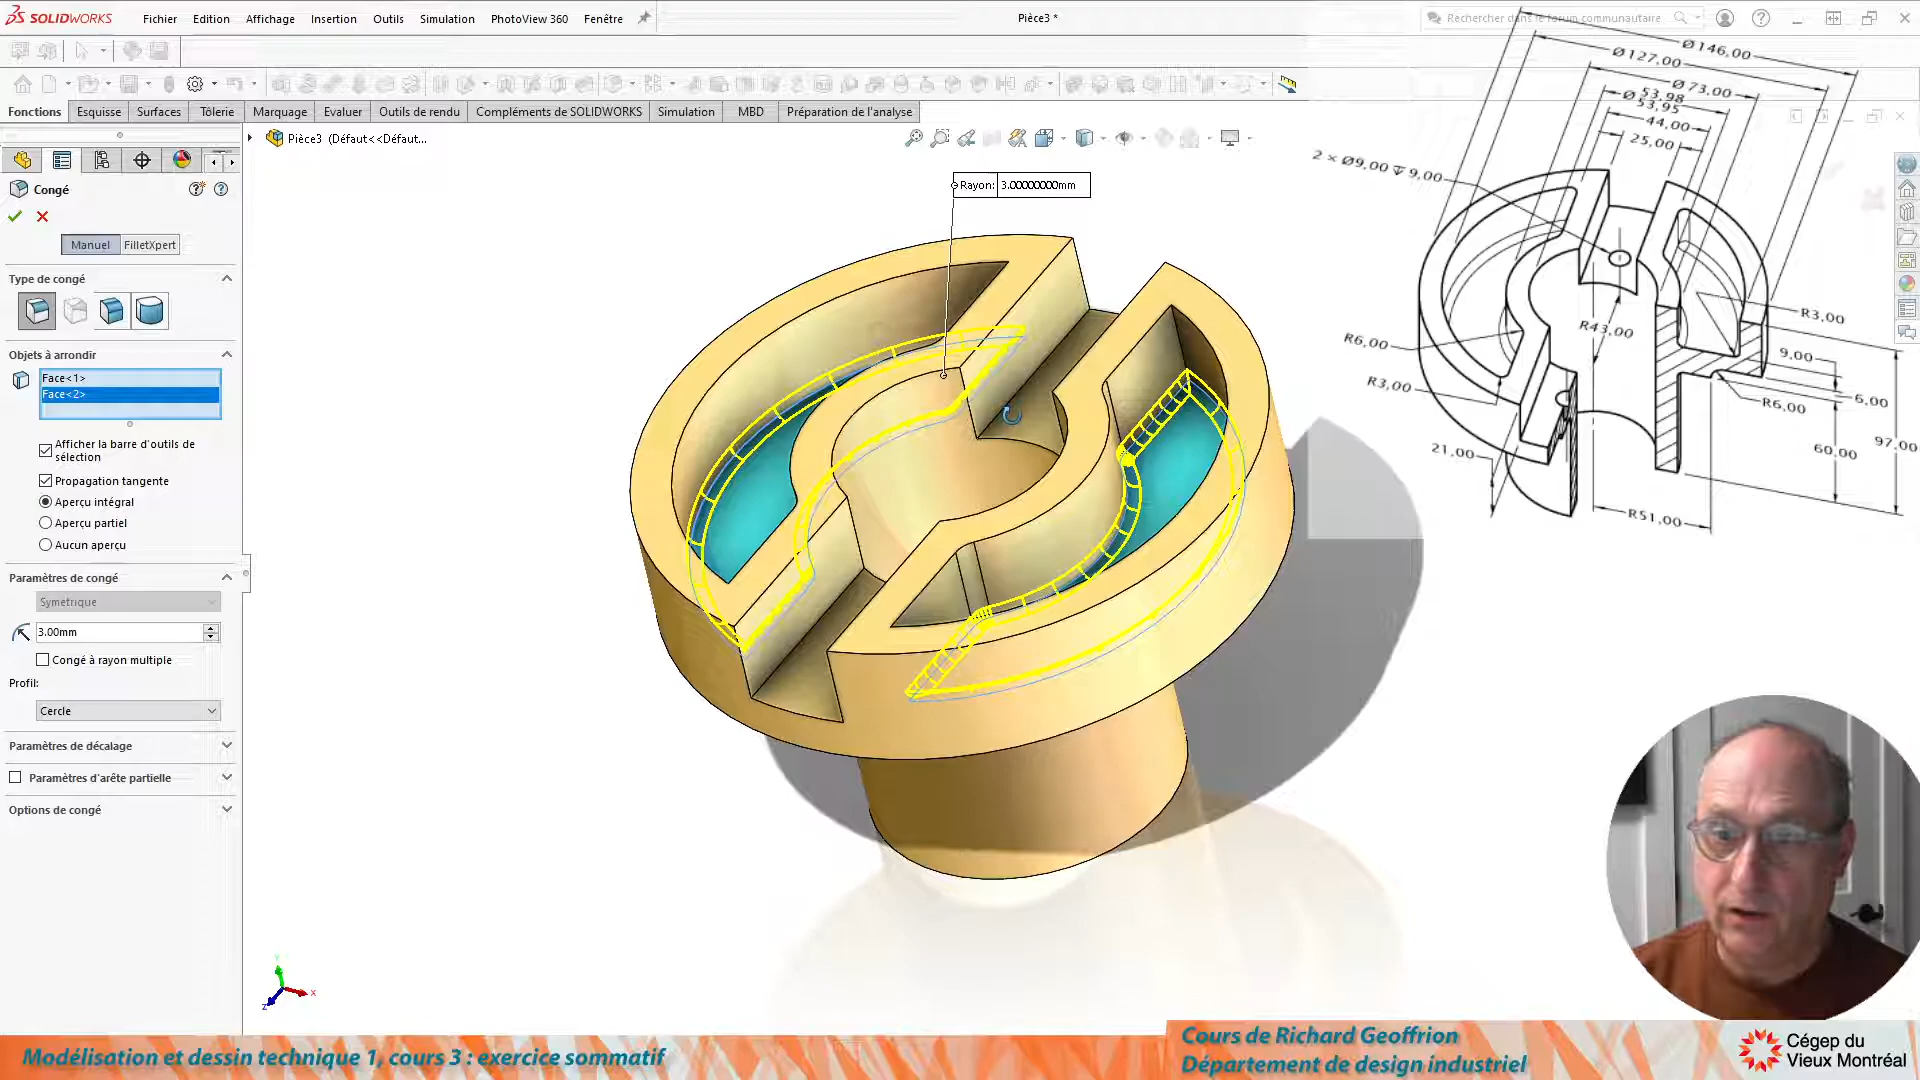 SOLIDWORKS
Fichier Edition Affichage Insertion Outils Simulation PhotoView 360 Fenêtre
Pièce3 *
Rechercher dans le forum communautaire
Fonctions Esquisse Surfaces Tôlerie Marquage Evaluer Outils de rendu Compléments de SOLIDWORKS Simulation MBD Préparation de l'analyse
Pièce3 (Défaut<<Défaut...
Congé
Manuel FilletXpert
Type de congé
Objets à arrondir
Face<1>
Face<2>
Afficher la barre d'outils de
sélection
Propagation tangente
Aperçu intégral
Aperçu partiel
Aucun aperçu
Paramètres de congé
Symétrique
3.00mm
Congé à rayon multiple
Profil:
Cercle
Paramètres de décalage
Paramètres d'arête partielle
Options de congé
Rayon: 3.00000000mm
Y
X
Z
Ø146,00
Ø127,00
Ø73,00
Ø 53,98
53,95
44,00
25,00
2 × Ø9,00 ↧ 9,00
R43,00
R3,00
R6,00
R3,00
9,00
6,00
R6,00
97,00
60,00
21,00
R51,00
Modélisation et dessin technique 1, cours 3 : exercice sommatif
Cours de Richard Geoffrion
Département de design industriel
Cégep du
Vieux Montréal